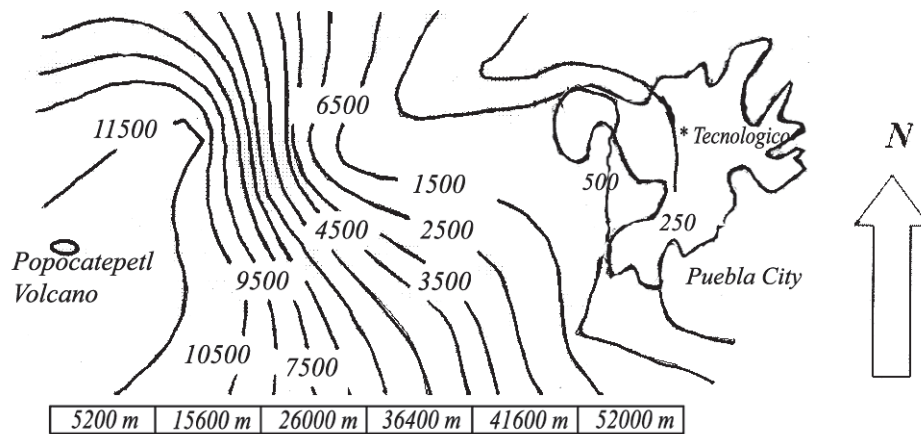 6500
11500
* Tecnologico
N
500
1500
4500
2500
250
Popocatepetl
Volcano
9500
3500
Puebla City
10500
7500
5200 m
15600 m
26000 m
36400 m
41600 m
52000 m